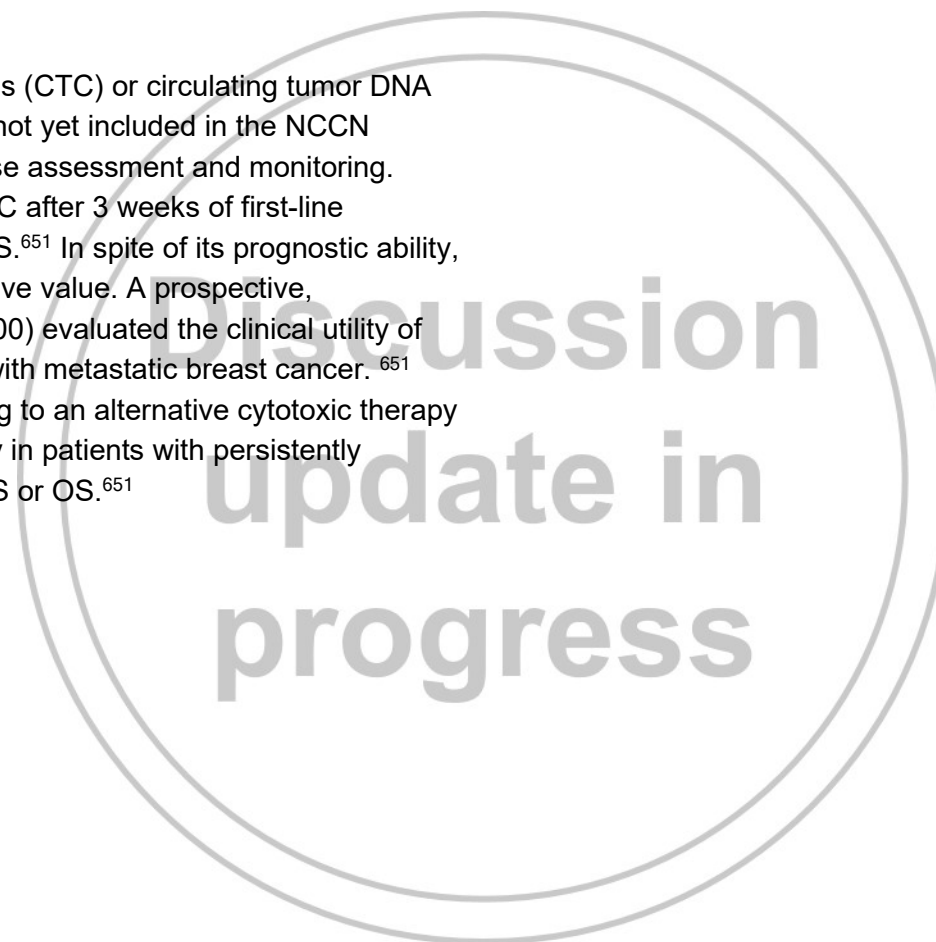 s (CTC) or circulating tumor DNA
not yet included in the NCCN
se assessment and monitoring.
C after 3 weeks of first-line
S.651 In spite of its prognostic ability,
ve value. A prospective,
00) evaluated the clinical utility of
with metastatic breast cancer. 651
g to an alternative cytotoxic therapy
y in patients with persistently
S or OS.651
Discussion
update in
progress